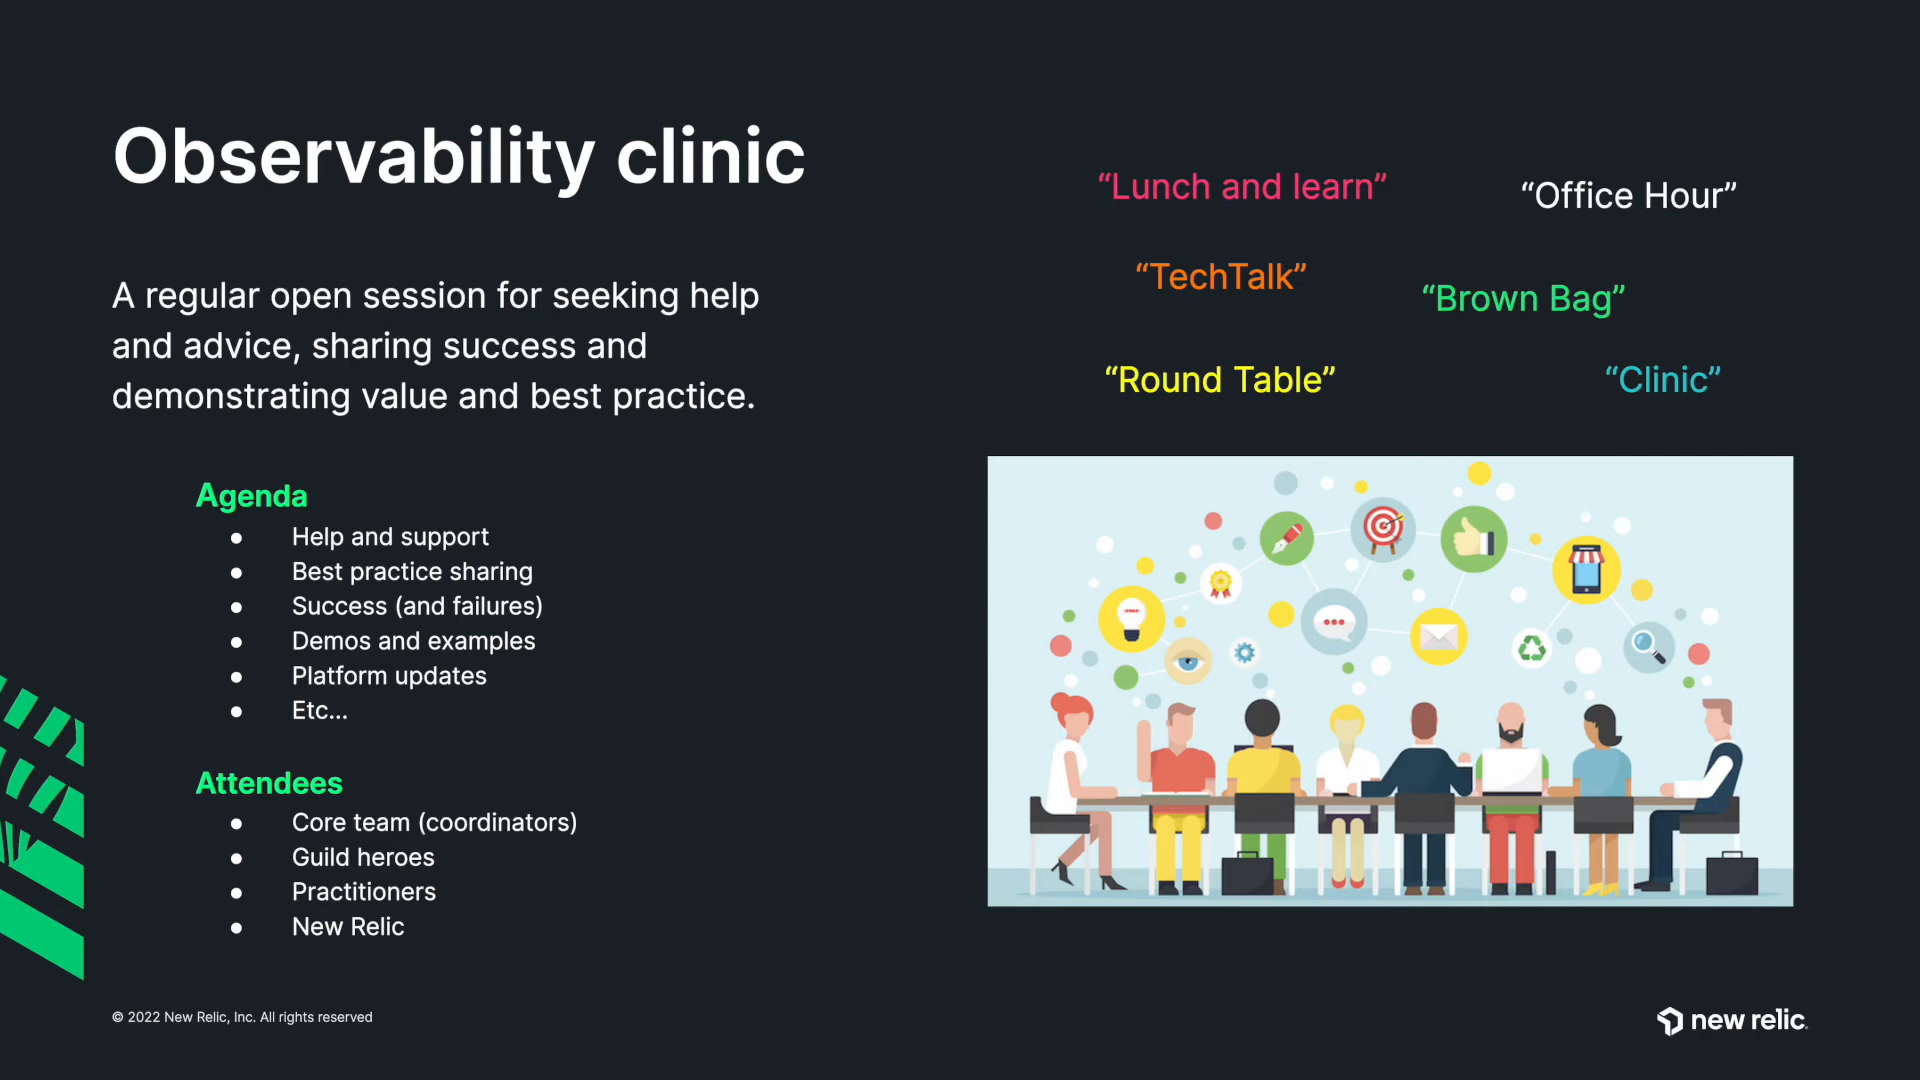 Observability clinic
A regular open session for seeking help
and advice, sharing success and
demonstrating value and best practice.
Agenda
● Help and support
● Best practice sharing
● Success (and failures)
● Demos and examples
● Platform updates
● Etc...
Attendees
● Core team (coordinators)
● Guild heroes
● Practitioners
● New Relic
“Lunch and learn”
“Office Hour”
“TechTalk”
“Brown Bag”
“Round Table”
“Clinic”
© 2022 New Relic, Inc. All rights reserved
new relic.